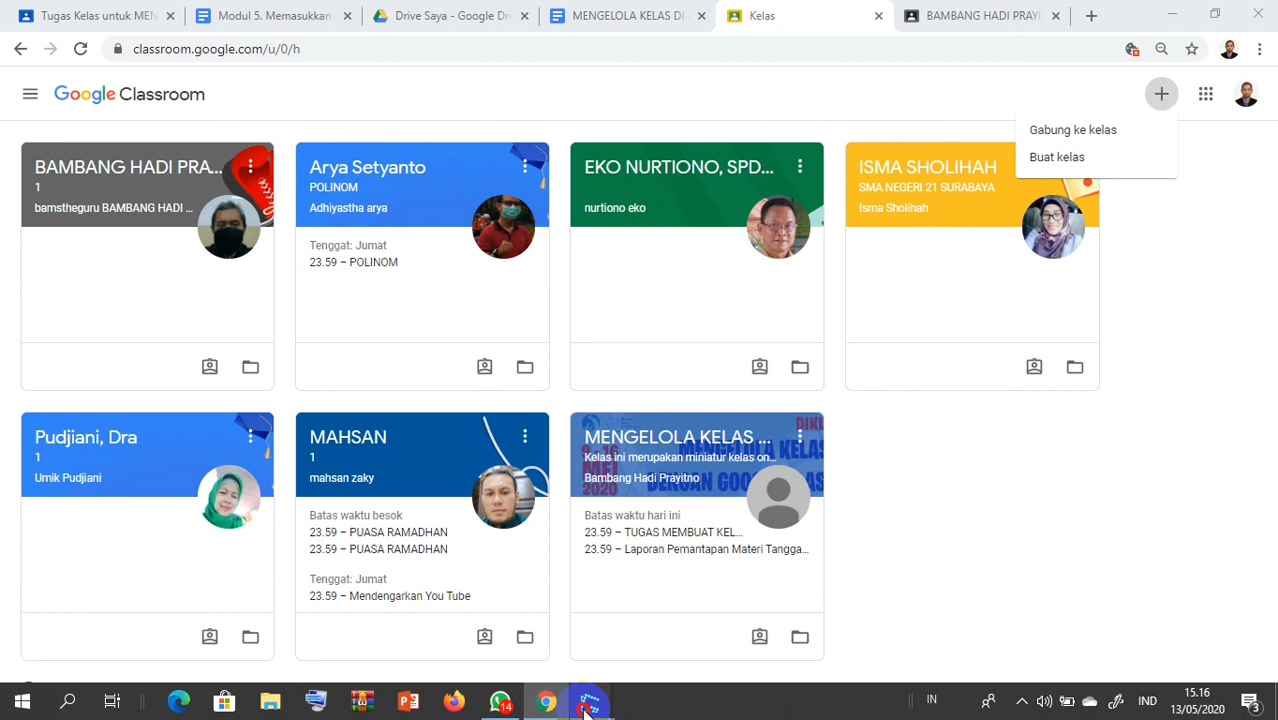 Tugas Kelas untuk MEN
Modul 5. Memasukkan
Drive Saya - Google Dri
MENGELOLA KELAS DI
Kelas
BAMBANG HADI PRAYI
classroom.google.com/u/0/h
Google Classroom
Gabung ke kelas
Buat kelas
BAMBANG HADI PRA...
1
bamstheguru BAMBANG HADI ...
Arya Setyanto
POLINOM
Adhiyastha arya
Tenggat: Jumat
23.59 – POLINOM
EKO NURTIONO, SPD...
nurtiono eko
ISMA SHOLIHAH
SMA NEGERI 21 SURABAYA
Isma Sholihah
Pudjiani, Dra
1
Umik Pudjiani
MAHSAN
1
mahsan zaky
Batas waktu besok
23.59 – PUASA RAMADHAN
23.59 – PUASA RAMADHAN
Tenggat: Jumat
23.59 – Mendengarkan You Tube
MENGELOLA KELAS ...
Kelas ini merupakan miniatur kelas on...
Bambang Hadi Prayitno
Batas waktu hari ini
23.59 – TUGAS MEMBUAT KEL...
23.59 – Laporan Pemantapan Materi Tangga...
14
IN
IND
15.16
13/05/2020
3